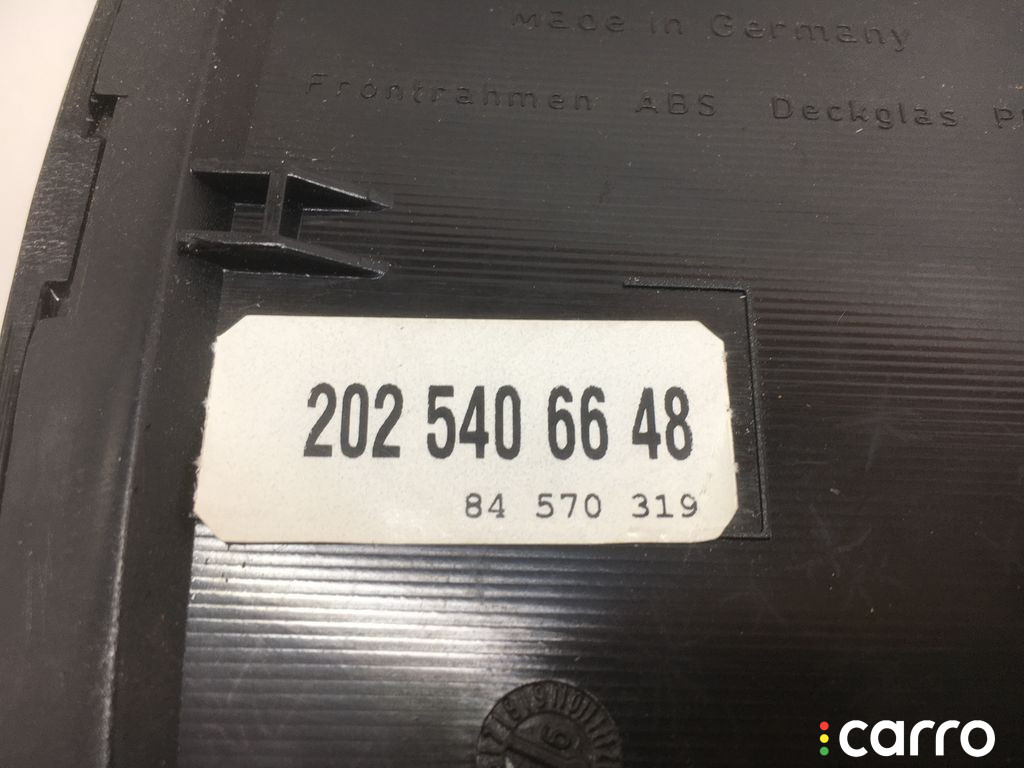 Made in Germany
Frontrahmen ABS Deckglas
202 540 66 48
84 570 319
carro